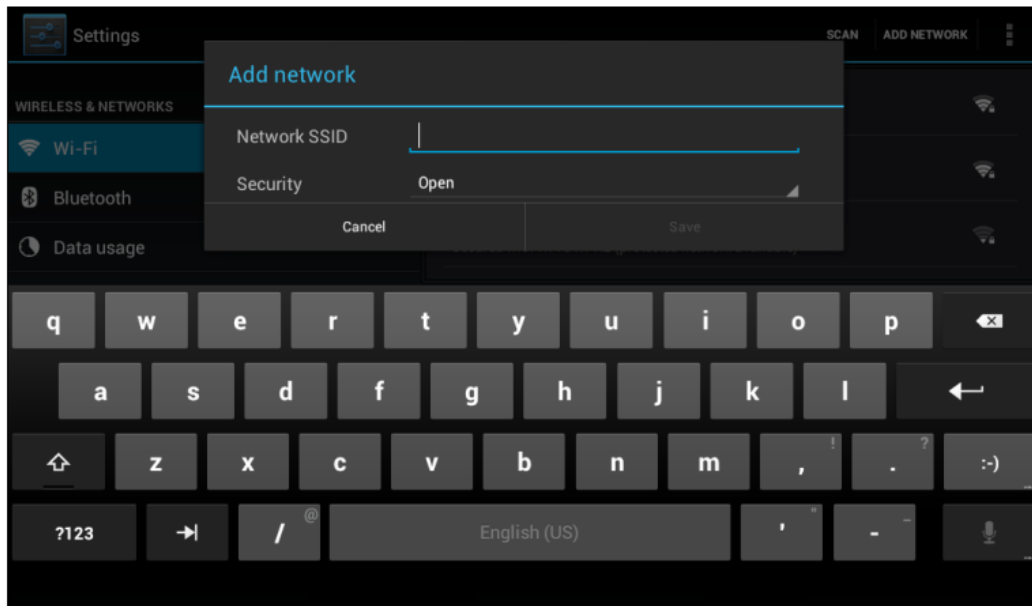 Settings
SCAN
ADD NETWORK
Add network
WIRELESS & NETWORKS
Wi-Fi
Bluetooth
Data usage
Network SSID
Security
Open
Cancel
Save
q w e r t y u i o p
a s d f g h j k l
z x c v b n m , ! . ? :-)
?123 / @ English (US) ' " - _